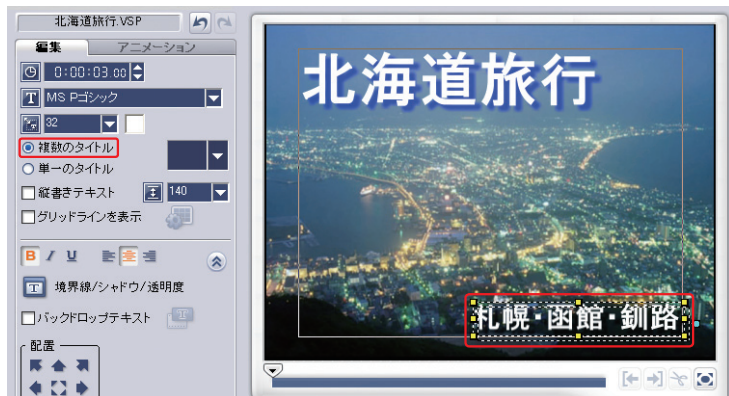 北海道旅行.VSP
編集 アニメーション
0:00:03.00
MS Pゴシック
32
複数のタイトル
単一のタイトル
縦書きテキスト 140
グリッドラインを表示
B I U
境界線/シャドウ/透明度
バックドロップテキスト
配置
北海道旅行
札幌・函館・釧路